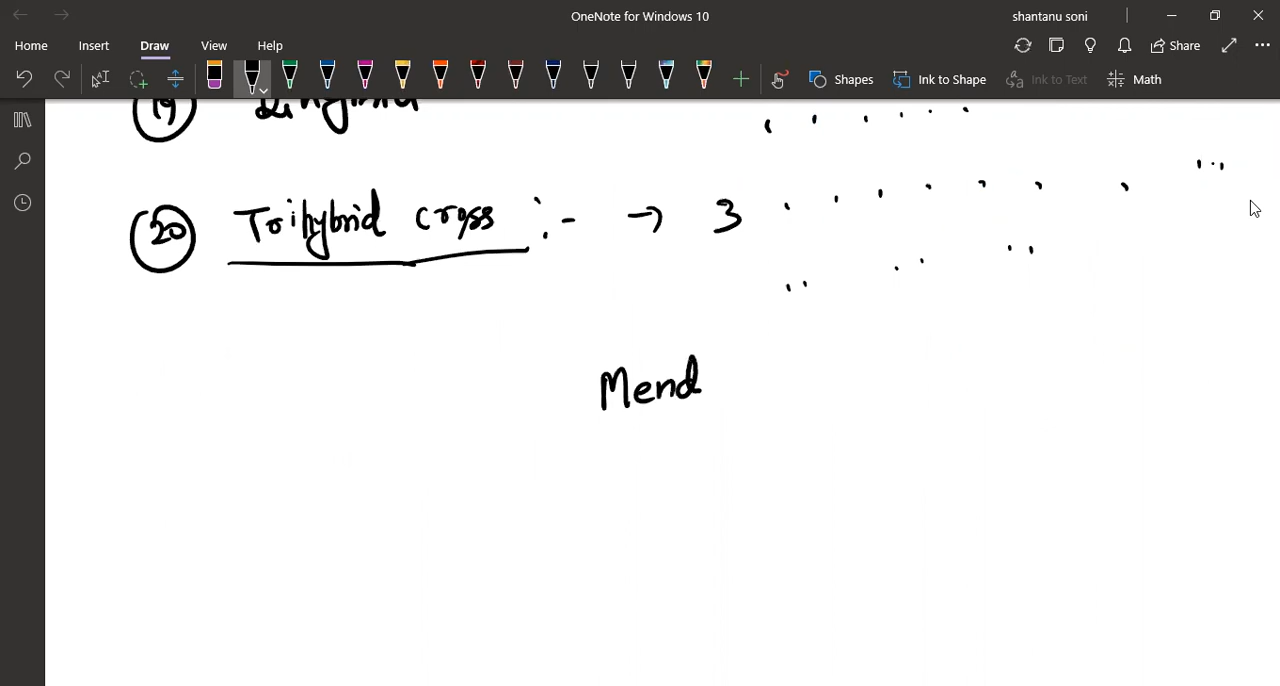 OneNote for Windows 10
shantanu soni
Home Insert Draw View Help
Share
Shapes Ink to Shape Ink to Text Math
19
20 Trihybrid cross :- → 3
Mend